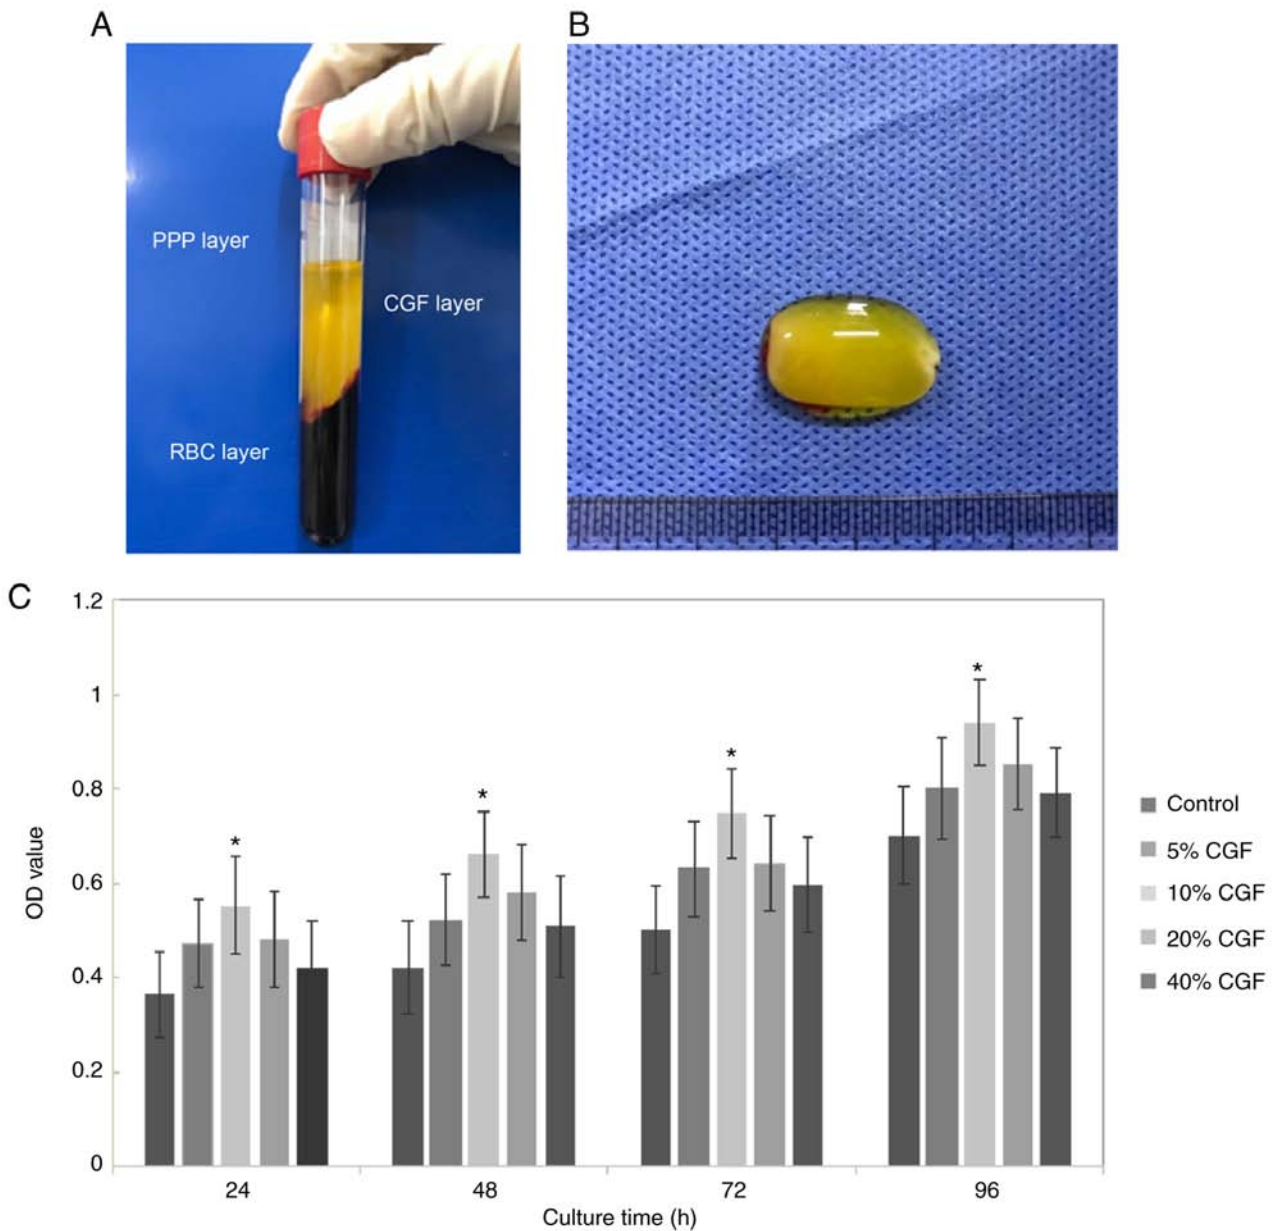 A
B
PPP layer
CGF layer
RBC layer
C
1.2
1
0.8
0.6
0.4
0.2
0
OD value
*
*
*
*
24
48
72
96
Culture time (h)
Control
5% CGF
10% CGF
20% CGF
40% CGF